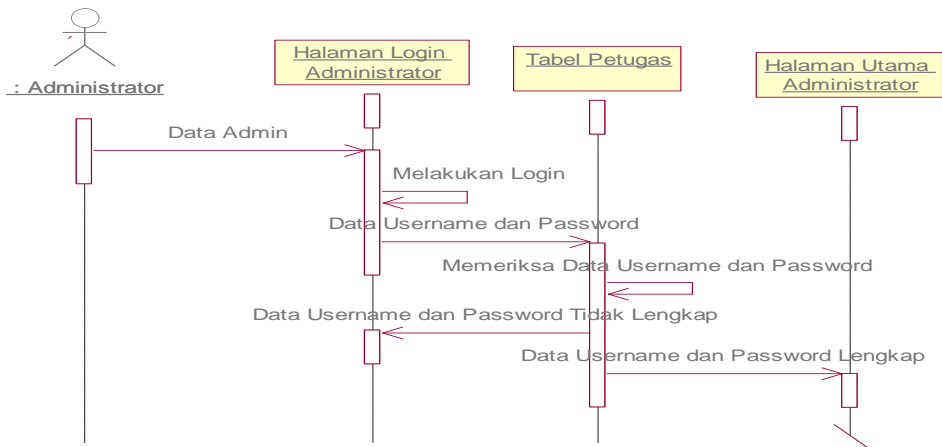 : Administrator
Halaman Login
Administrator
Tabel Petugas
Halaman Utama
Administrator
Data Admin
Melakukan Login
Data Username dan Password
Memeriksa Data Username dan Password
Data Username dan Password Tidak Lengkap
Data Username dan Password Lengkap